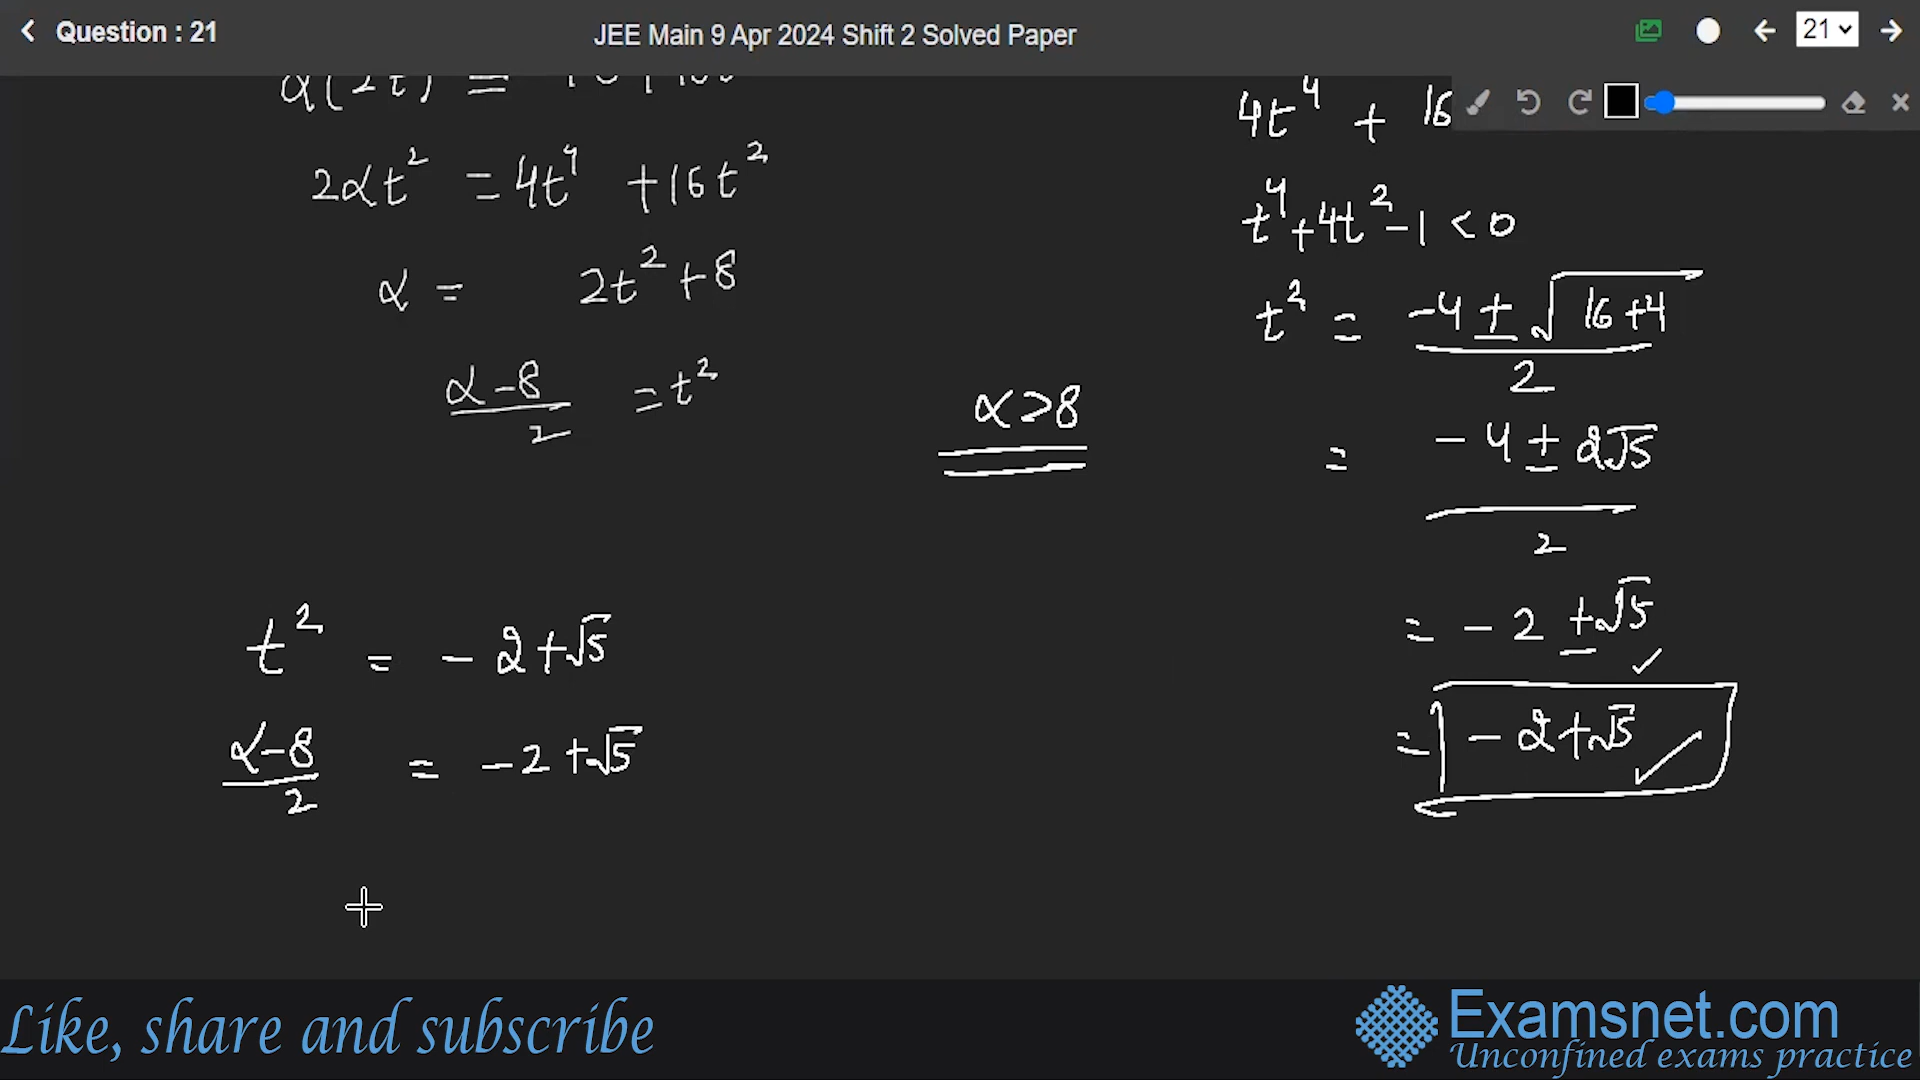 Question : 21
JEE Main 9 Apr 2024 Shift 2 Solved Paper
21
2αt² = 4t⁴ + 16t²
α = 2t² + 8
(α - 8)/2 = t²
α > 8
t² = -2 + √5
(α - 8)/2 = -2 + √5
4t⁴ + 16
t⁴ + 4t² - 1 < 0
t² = (-4 ± √(16 + 4))/2
= (-4 ± 2√5)/2
= -2 ± √5 ✓
= -2 + √5 ✓
Like, share and subscribe
Examsnet.com
Unconfined exams practice